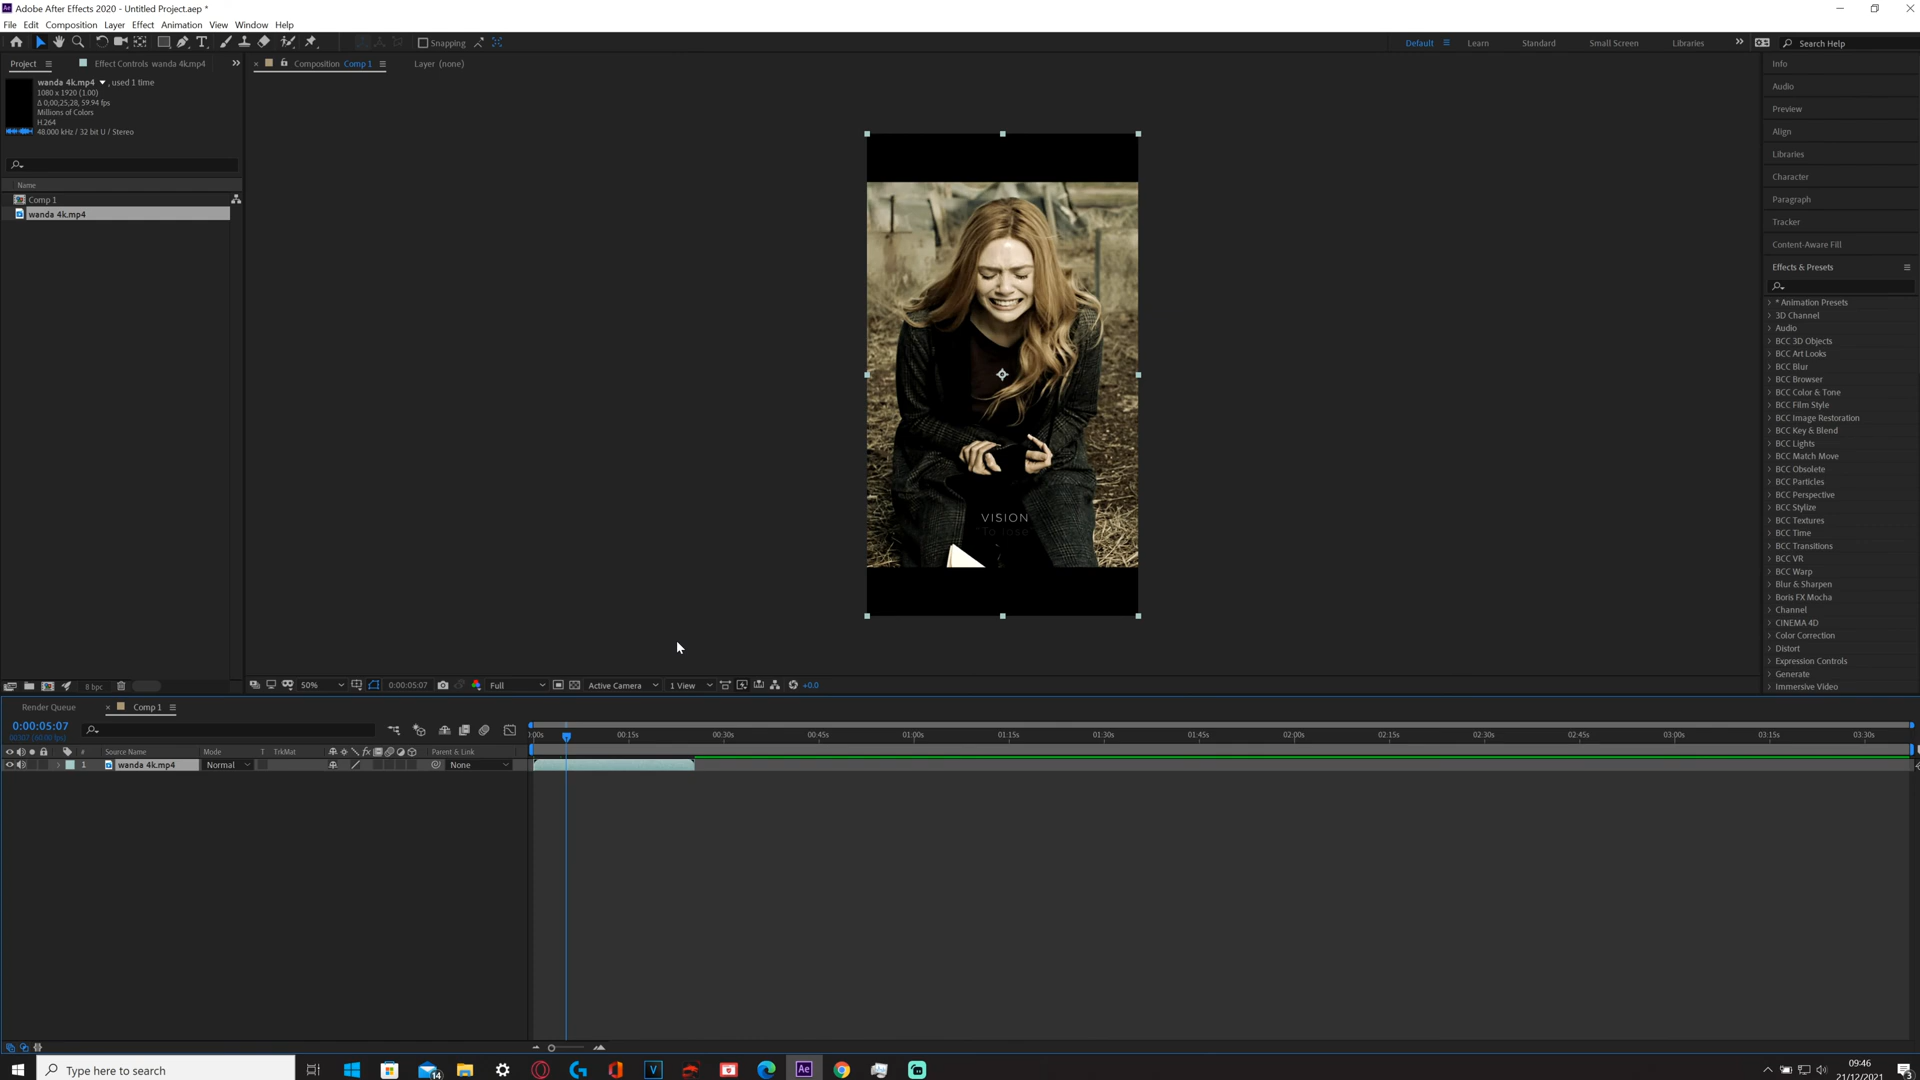 Adobe After Effects 2020 - Untitled Project.aep *
File Edit Composition Layer Effect Animation View Window Help
Snapping
Default Learn Standard Small Screen Libraries Search Help
Project Effect Controls wanda 4k.mp4
Composition Comp 1 Layer (none)
wanda 4k.mp4 , used 1 time
1080 x 1920 (1.00)
Δ 0;00;25;28, 59.94 fps
Millions of Colors
H.264
48.000 kHz / 32 bit U / Stereo
Name
Comp 1
wanda 4k.mp4
VISION
To lose
Info
Audio
Preview
Align
Libraries
Character
Paragraph
Tracker
Content-Aware Fill
Effects & Presets
* Animation Presets
3D Channel
Audio
BCC 3D Objects
BCC Art Looks
BCC Blur
BCC Browser
BCC Color & Tone
BCC Film Style
BCC Image Restoration
BCC Key & Blend
BCC Lights
BCC Match Move
BCC Obsolete
BCC Particles
BCC Perspective
BCC Stylize
BCC Textures
BCC Time
BCC Transitions
BCC VR
BCC Warp
Blur & Sharpen
Boris FX Mocha
Channel
CINEMA 4D
Color Correction
Distort
Expression Controls
Generate
Immersive Video
8 bpc 50% 0:00:05:07 Full Active Camera 1 View +0.0
Render Queue Comp 1
0:00:05:07
:00s 00:15s 00:30s 00:45s 01:00s 01:15s 01:30s 01:45s 02:00s 02:15s 02:30s 02:45s 03:00s 03:15s 03:30s
# Source Name Mode T TrkMat Parent & Link
1 wanda 4k.mp4 Normal None
Type here to search
14
09:46
21/12/2021
3